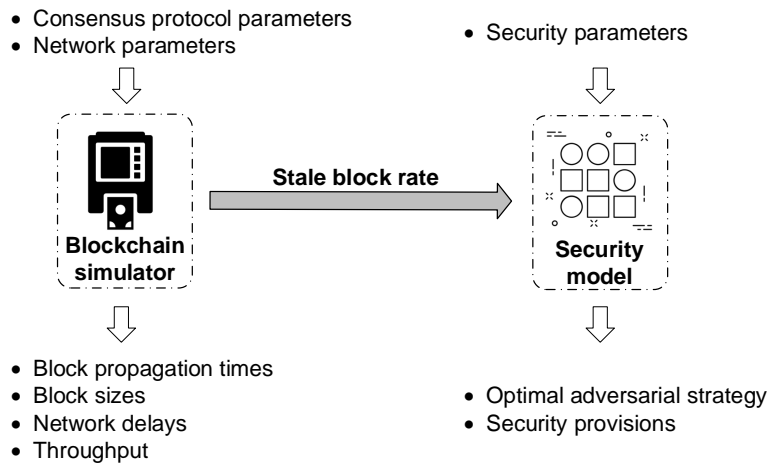 • Consensus protocol parameters
• Network parameters
• Security parameters
Stale block rate
Blockchain
simulator
Security
model
• Block propagation times
• Block sizes
• Network delays
• Throughput
• Optimal adversarial strategy
• Security provisions